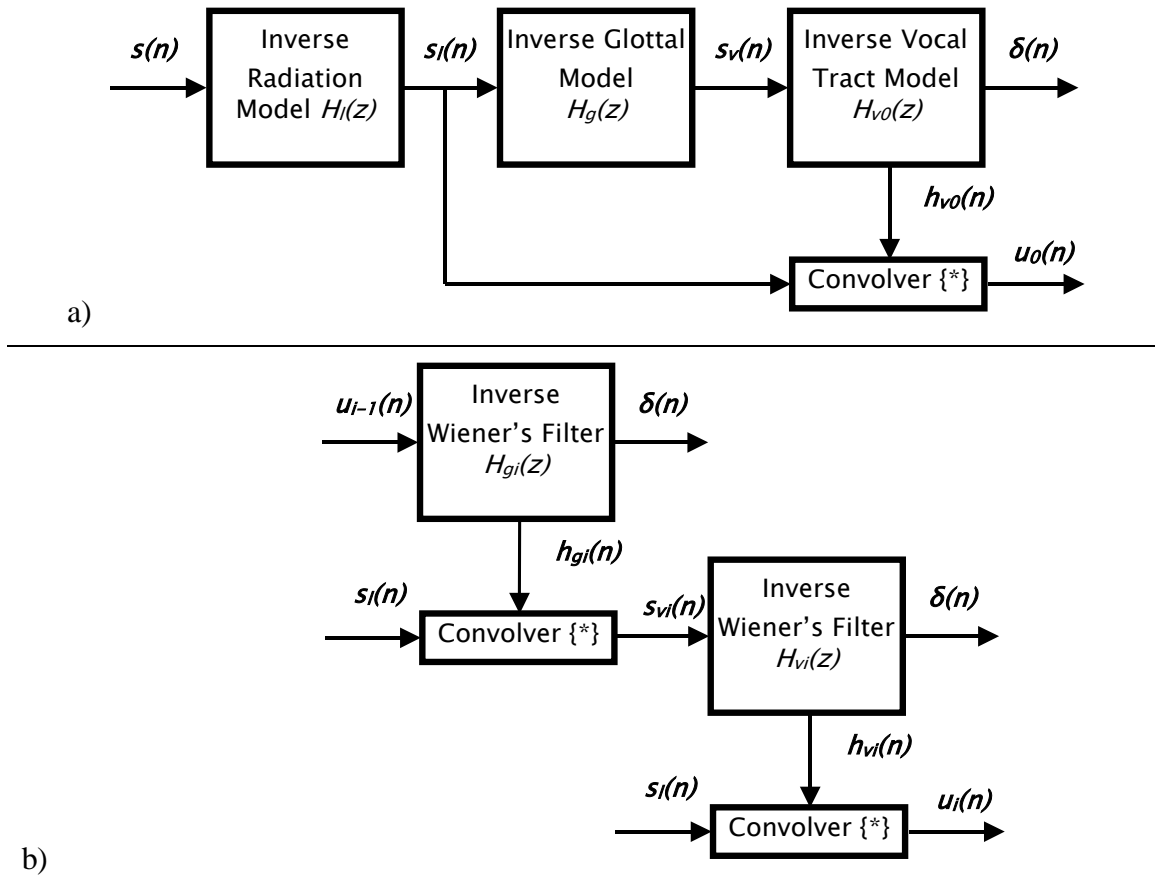 s(n)
Inverse
Radiation
Model Hl(z)
sl(n)
Inverse Glottal
Model
Hg(z)
sv(n)
Inverse Vocal
Tract Model
Hv0(z)
δ(n)
hv0(n)
Convolver {*}
u0(n)
a)
ui-1(n)
Inverse
Wiener's Filter
Hgi(z)
δ(n)
hgi(n)
sl(n)
Convolver {*}
svi(n)
Inverse
Wiener's Filter
Hvi(z)
δ(n)
hvi(n)
sl(n)
Convolver {*}
ui(n)
b)